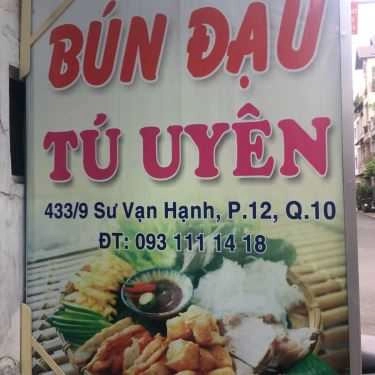 BÚN ĐẬU
TÚ UYÊN
433/9 Sư Vạn Hạnh, P.12, Q.10
ĐT: 093 111 14 18